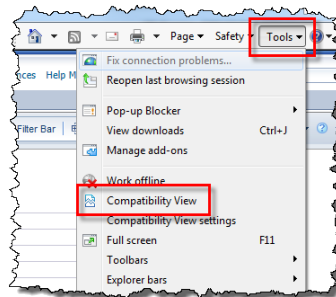 Page Safety Tools
Fix connection problems...
nces Help M
Reopen last browsing session
Pop-up Blocker
Filter Bar
View downloads Ctrl+J
Manage add-ons
Work offline
Compatibility View
Compatibility View settings
Full screen F11
Toolbars
Explorer bars